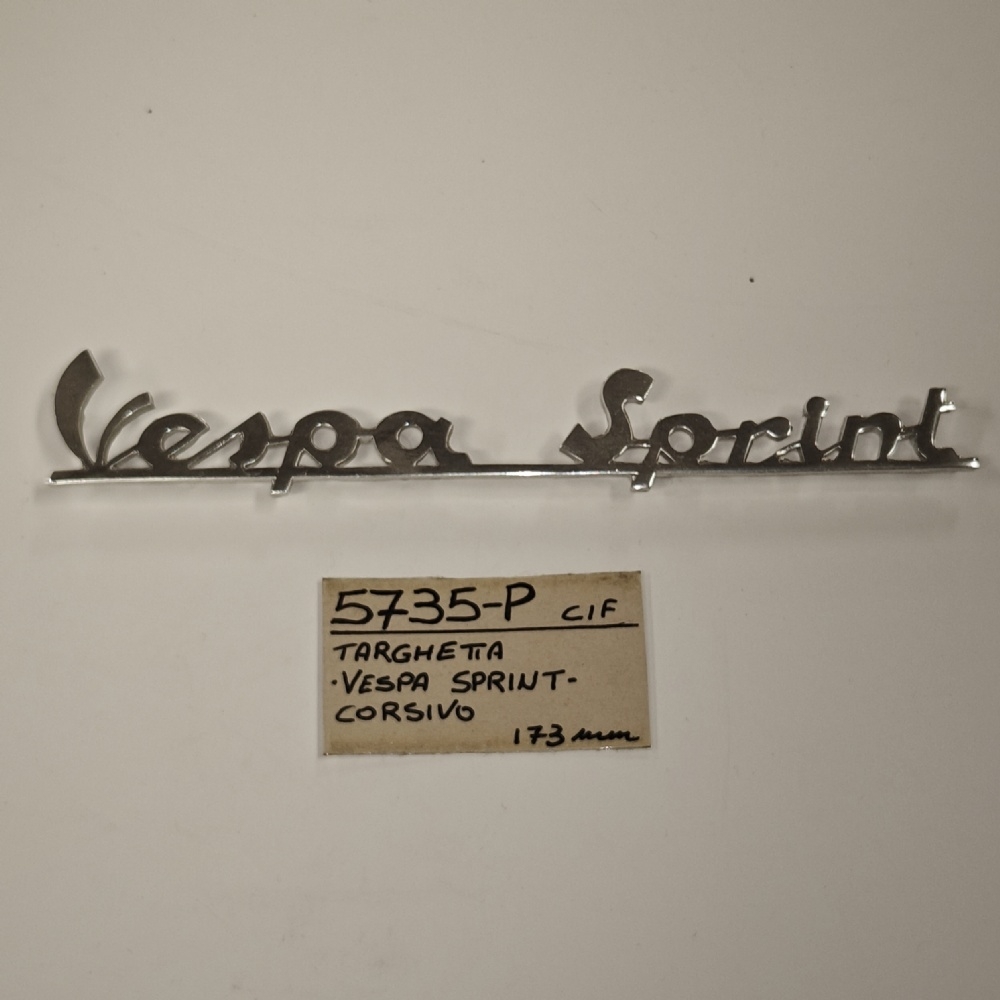 Vespa Sprint
5735-P CIF
TARGHETTA
·VESPA SPRINT-
CORSIVO
173 mm